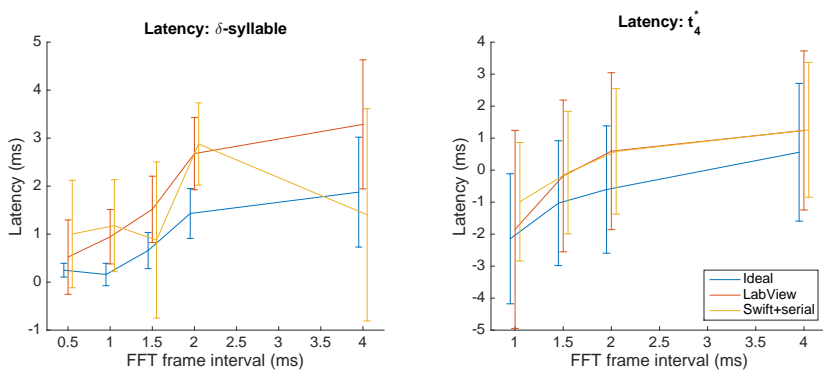 Latency: δ-syllable
5
4
3
2
1
0
-1
Latency (ms)
0.5 1 1.5 2 2.5 3 3.5 4
FFT frame interval (ms)
Latency: t₄*
4
3
2
1
0
-1
-2
-3
-4
-5
Latency (ms)
Ideal
LabView
Swift+serial
1 1.5 2 2.5 3 3.5 4
FFT frame interval (ms)